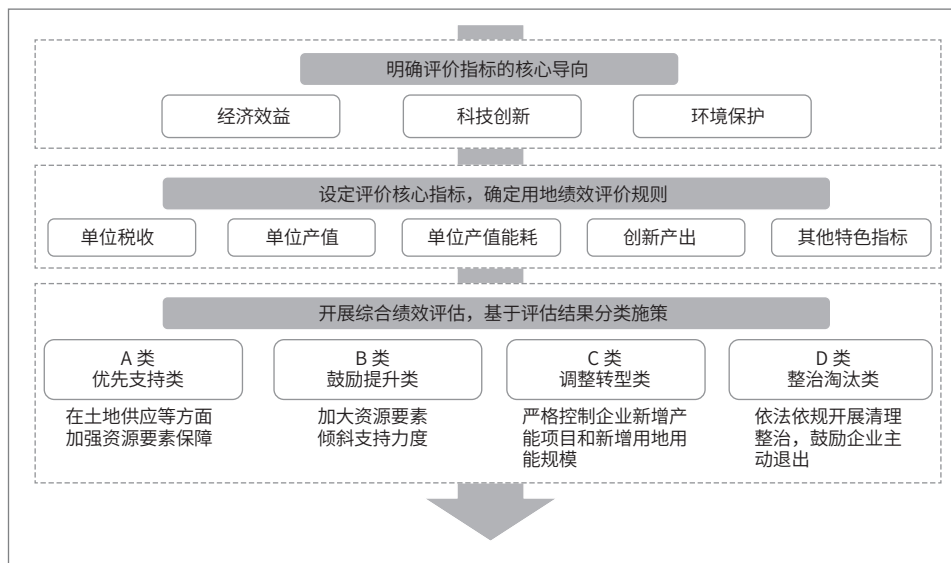 明确评价指标的核心导向
经济效益
科技创新
环境保护
设定评价核心指标，确定用地绩效评价规则
单位税收
单位产值
单位产值能耗
创新产出
其他特色指标
开展综合绩效评估，基于评估结果分类施策
A 类
优先支持类
在土地供应等方面
加强资源要素保障
B 类
鼓励提升类
加大资源要素
倾斜支持力度
C 类
调整转型类
严格控制企业新增产
能项目和新增用地用
能规模
D 类
整治淘汰类
依法依规开展清理
整治，鼓励企业主
动退出